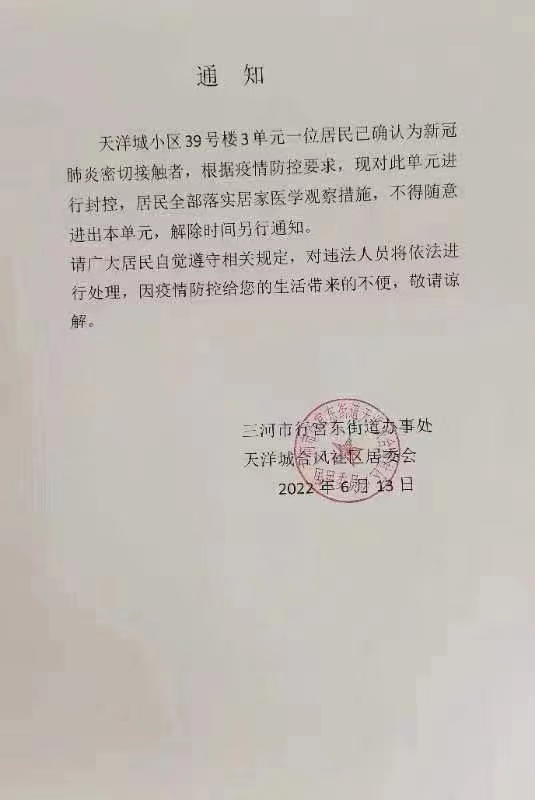 通 知
天洋城小区39号楼3单元一位居民已确认为新冠
肺炎密切接触者，根据疫情防控要求，现对此单元进
行封控，居民全部落实居家医学观察措施，不得随意
进出本单元，解除时间另行通知。
请广大居民自觉遵守相关规定，对违法人员将依法进
行处理，因疫情防控给您的生活带来的不便，敬请谅
解。
三河市行宫东街道办事处
天洋城合风社区居委会
2022年6月13日